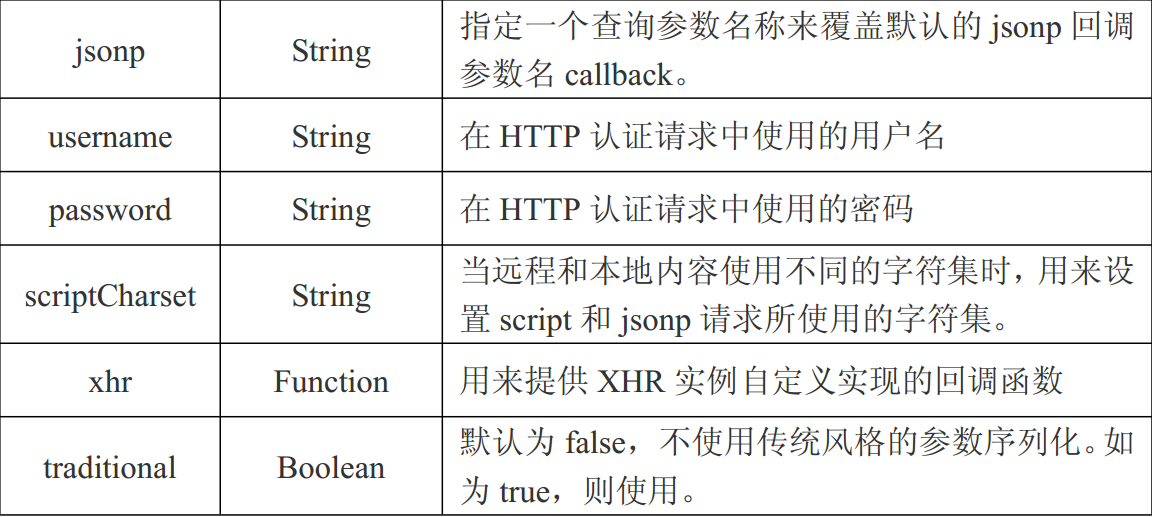 jsonp String 指定一个查询参数名称来覆盖默认的 jsonp 回调
参数名 callback。
username String 在 HTTP 认证请求中使用的用户名
password String 在 HTTP 认证请求中使用的密码
scriptCharset String 当远程和本地内容使用不同的字符集时，用来设
置 script 和 jsonp 请求所使用的字符集。
xhr Function 用来提供 XHR 实例自定义实现的回调函数
traditional Boolean 默认为 false，不使用传统风格的参数序列化。如
为 true，则使用。